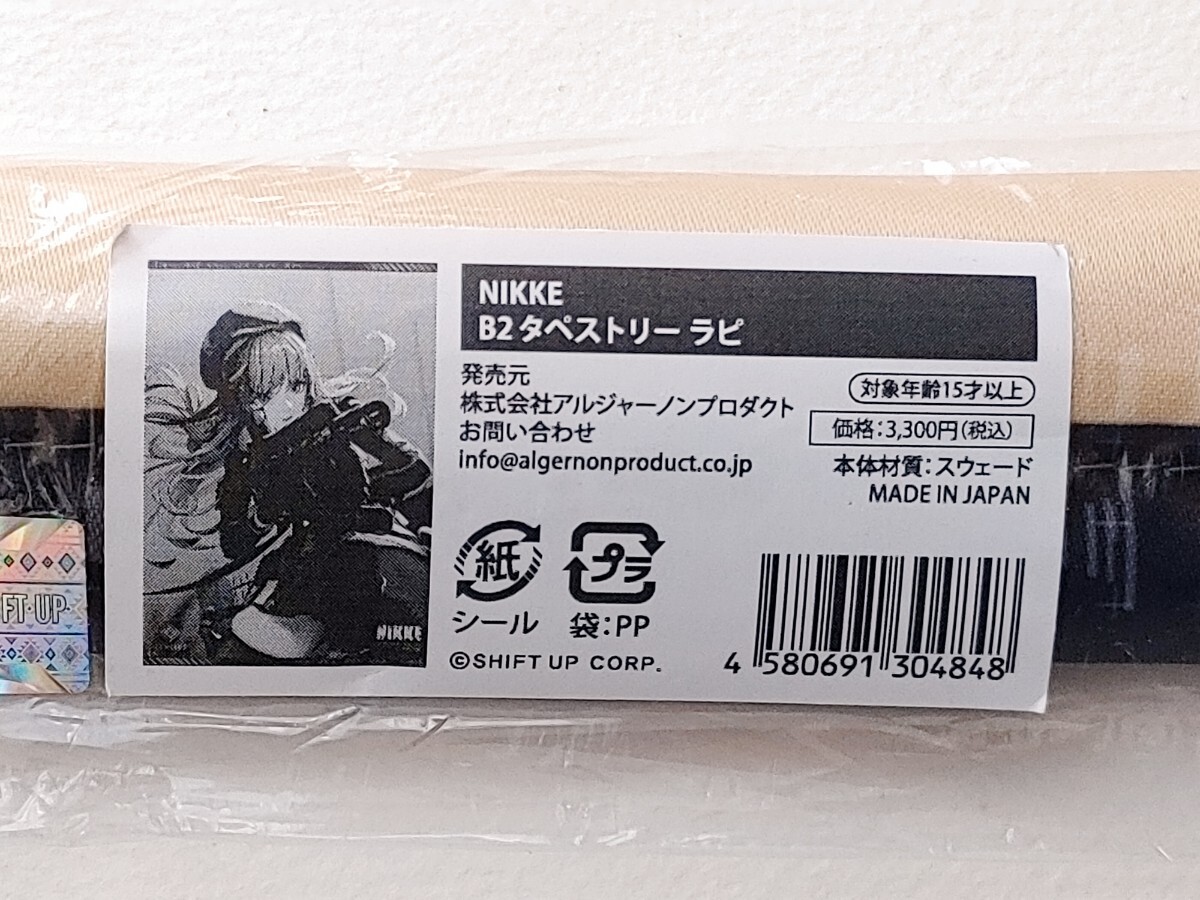 NIKKE
B2タペストリー ラピ
発売元
株式会社アルジャーノンプロダクト
お問い合わせ
info@algernonproduct.co.jp
対象年齢15才以上
価格:3,300円(税込)
本体材質:スウェード
MADE IN JAPAN
紙
シール
プラ
袋:PP
©SHIFT UP CORP.
4 580691 304848
NIKKE
FT·UP·